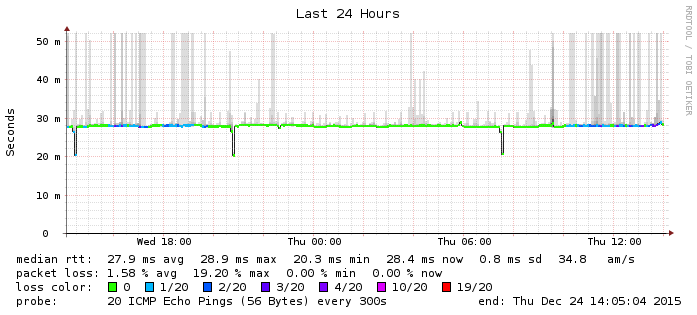 Last 24 Hours
RRDTOOL / TOBI OETIKER
Seconds
50 m
40 m
30 m
20 m
10 m
0
Wed 18:00 Thu 00:00 Thu 06:00 Thu 12:00
median rtt: 27.9 ms avg 28.9 ms max 20.3 ms min 28.4 ms now 0.8 ms sd 34.8 am/s
packet loss: 1.58 % avg 19.20 % max 0.00 % min 0.00 % now
loss color: 0 1/20 2/20 3/20 4/20 10/20 19/20
probe: 20 ICMP Echo Pings (56 Bytes) every 300s end: Thu Dec 24 14:05:04 2015